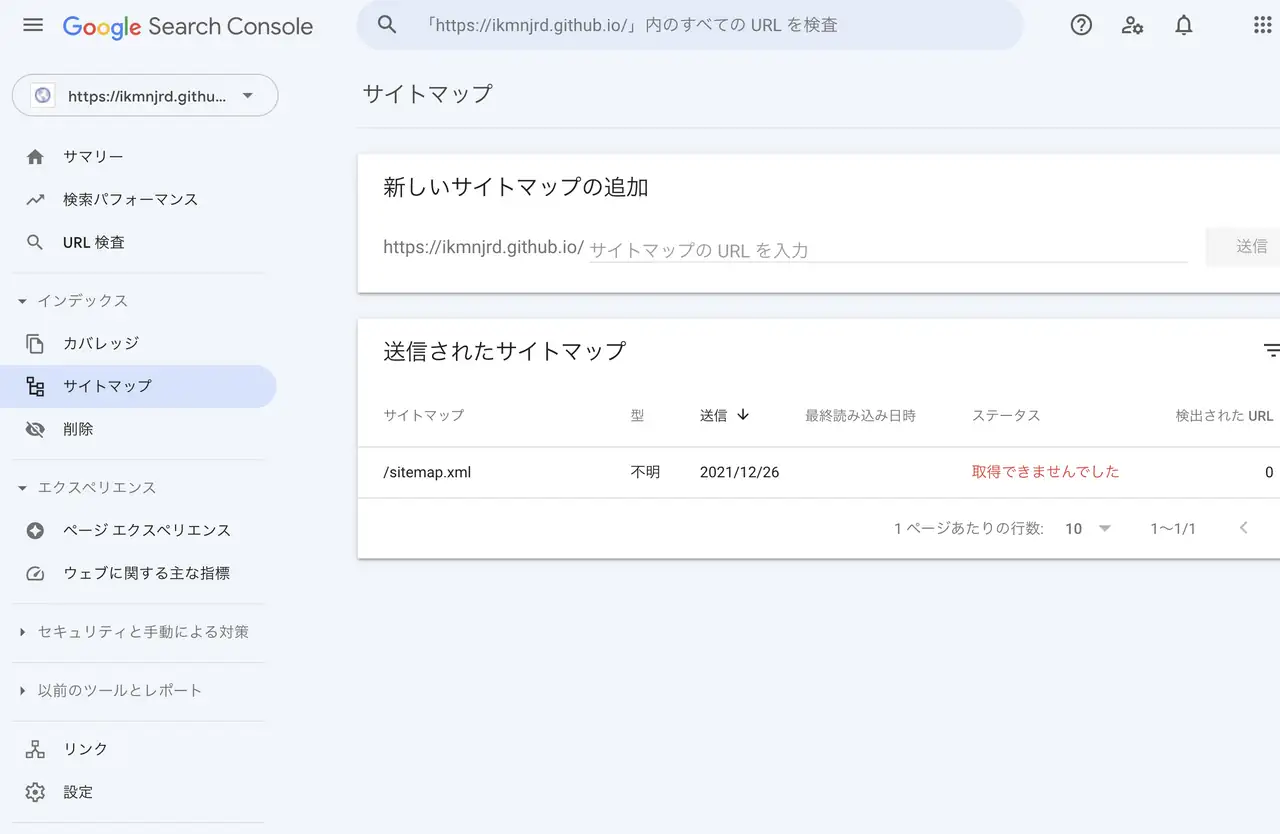 Google Search Console
「https://ikmnjrd.github.io/」内のすべての URL を検査
https://ikmnjrd.githu...
サマリー
検索パフォーマンス
URL 検査
インデックス
カバレッジ
サイトマップ
削除
エクスペリエンス
ページ エクスペリエンス
ウェブに関する主な指標
セキュリティと手動による対策
以前のツールとレポート
リンク
設定
サイトマップ
新しいサイトマップの追加
https://ikmnjrd.github.io/ サイトマップの URL を入力 送信
送信されたサイトマップ
サイトマップ 型 送信 最終読み込み日時 ステータス 検出された URL
/sitemap.xml 不明 2021/12/26 取得できませんでした 0
1 ページあたりの行数: 10 1～1/1